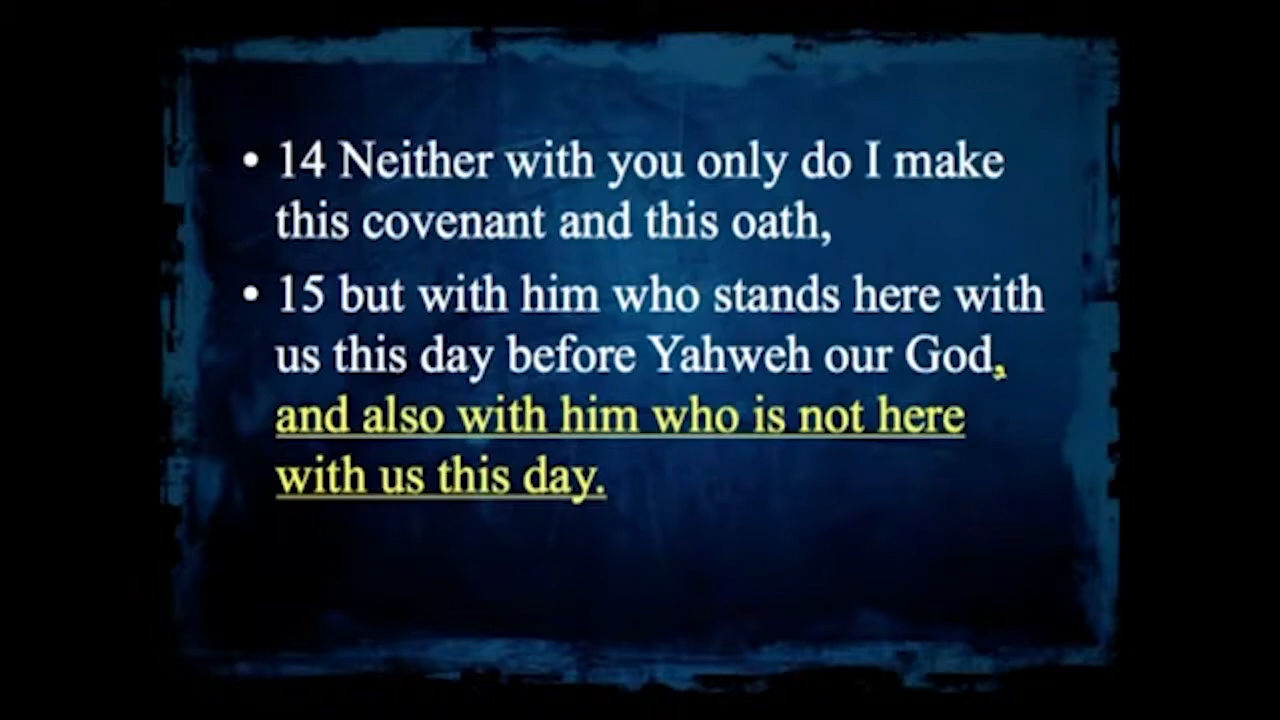 • 14 Neither with you only do I make
this covenant and this oath,
• 15 but with him who stands here with
us this day before Yahweh our God,
and also with him who is not here
with us this day.